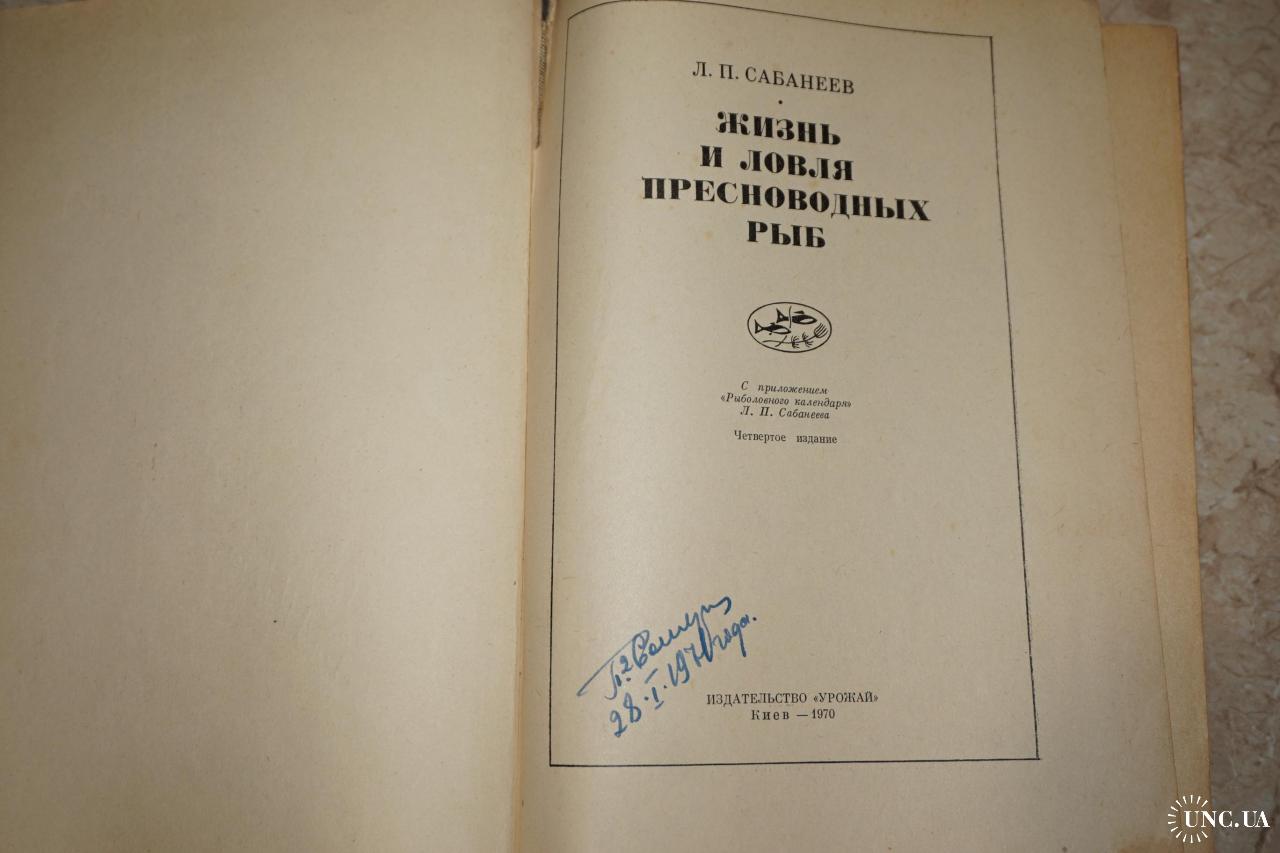 Л. П. САБАНЕЕВ
ЖИЗНЬ
И ЛОВЛЯ
ПРЕСНОВОДНЫХ
РЫБ
С приложением
«Рыболовного календаря»
Л. П. Сабанеева
Четвертое издание
28.I.1971 года.
ИЗДАТЕЛЬСТВО «УРОЖАЙ»
Киев — 1970
UNC.UA